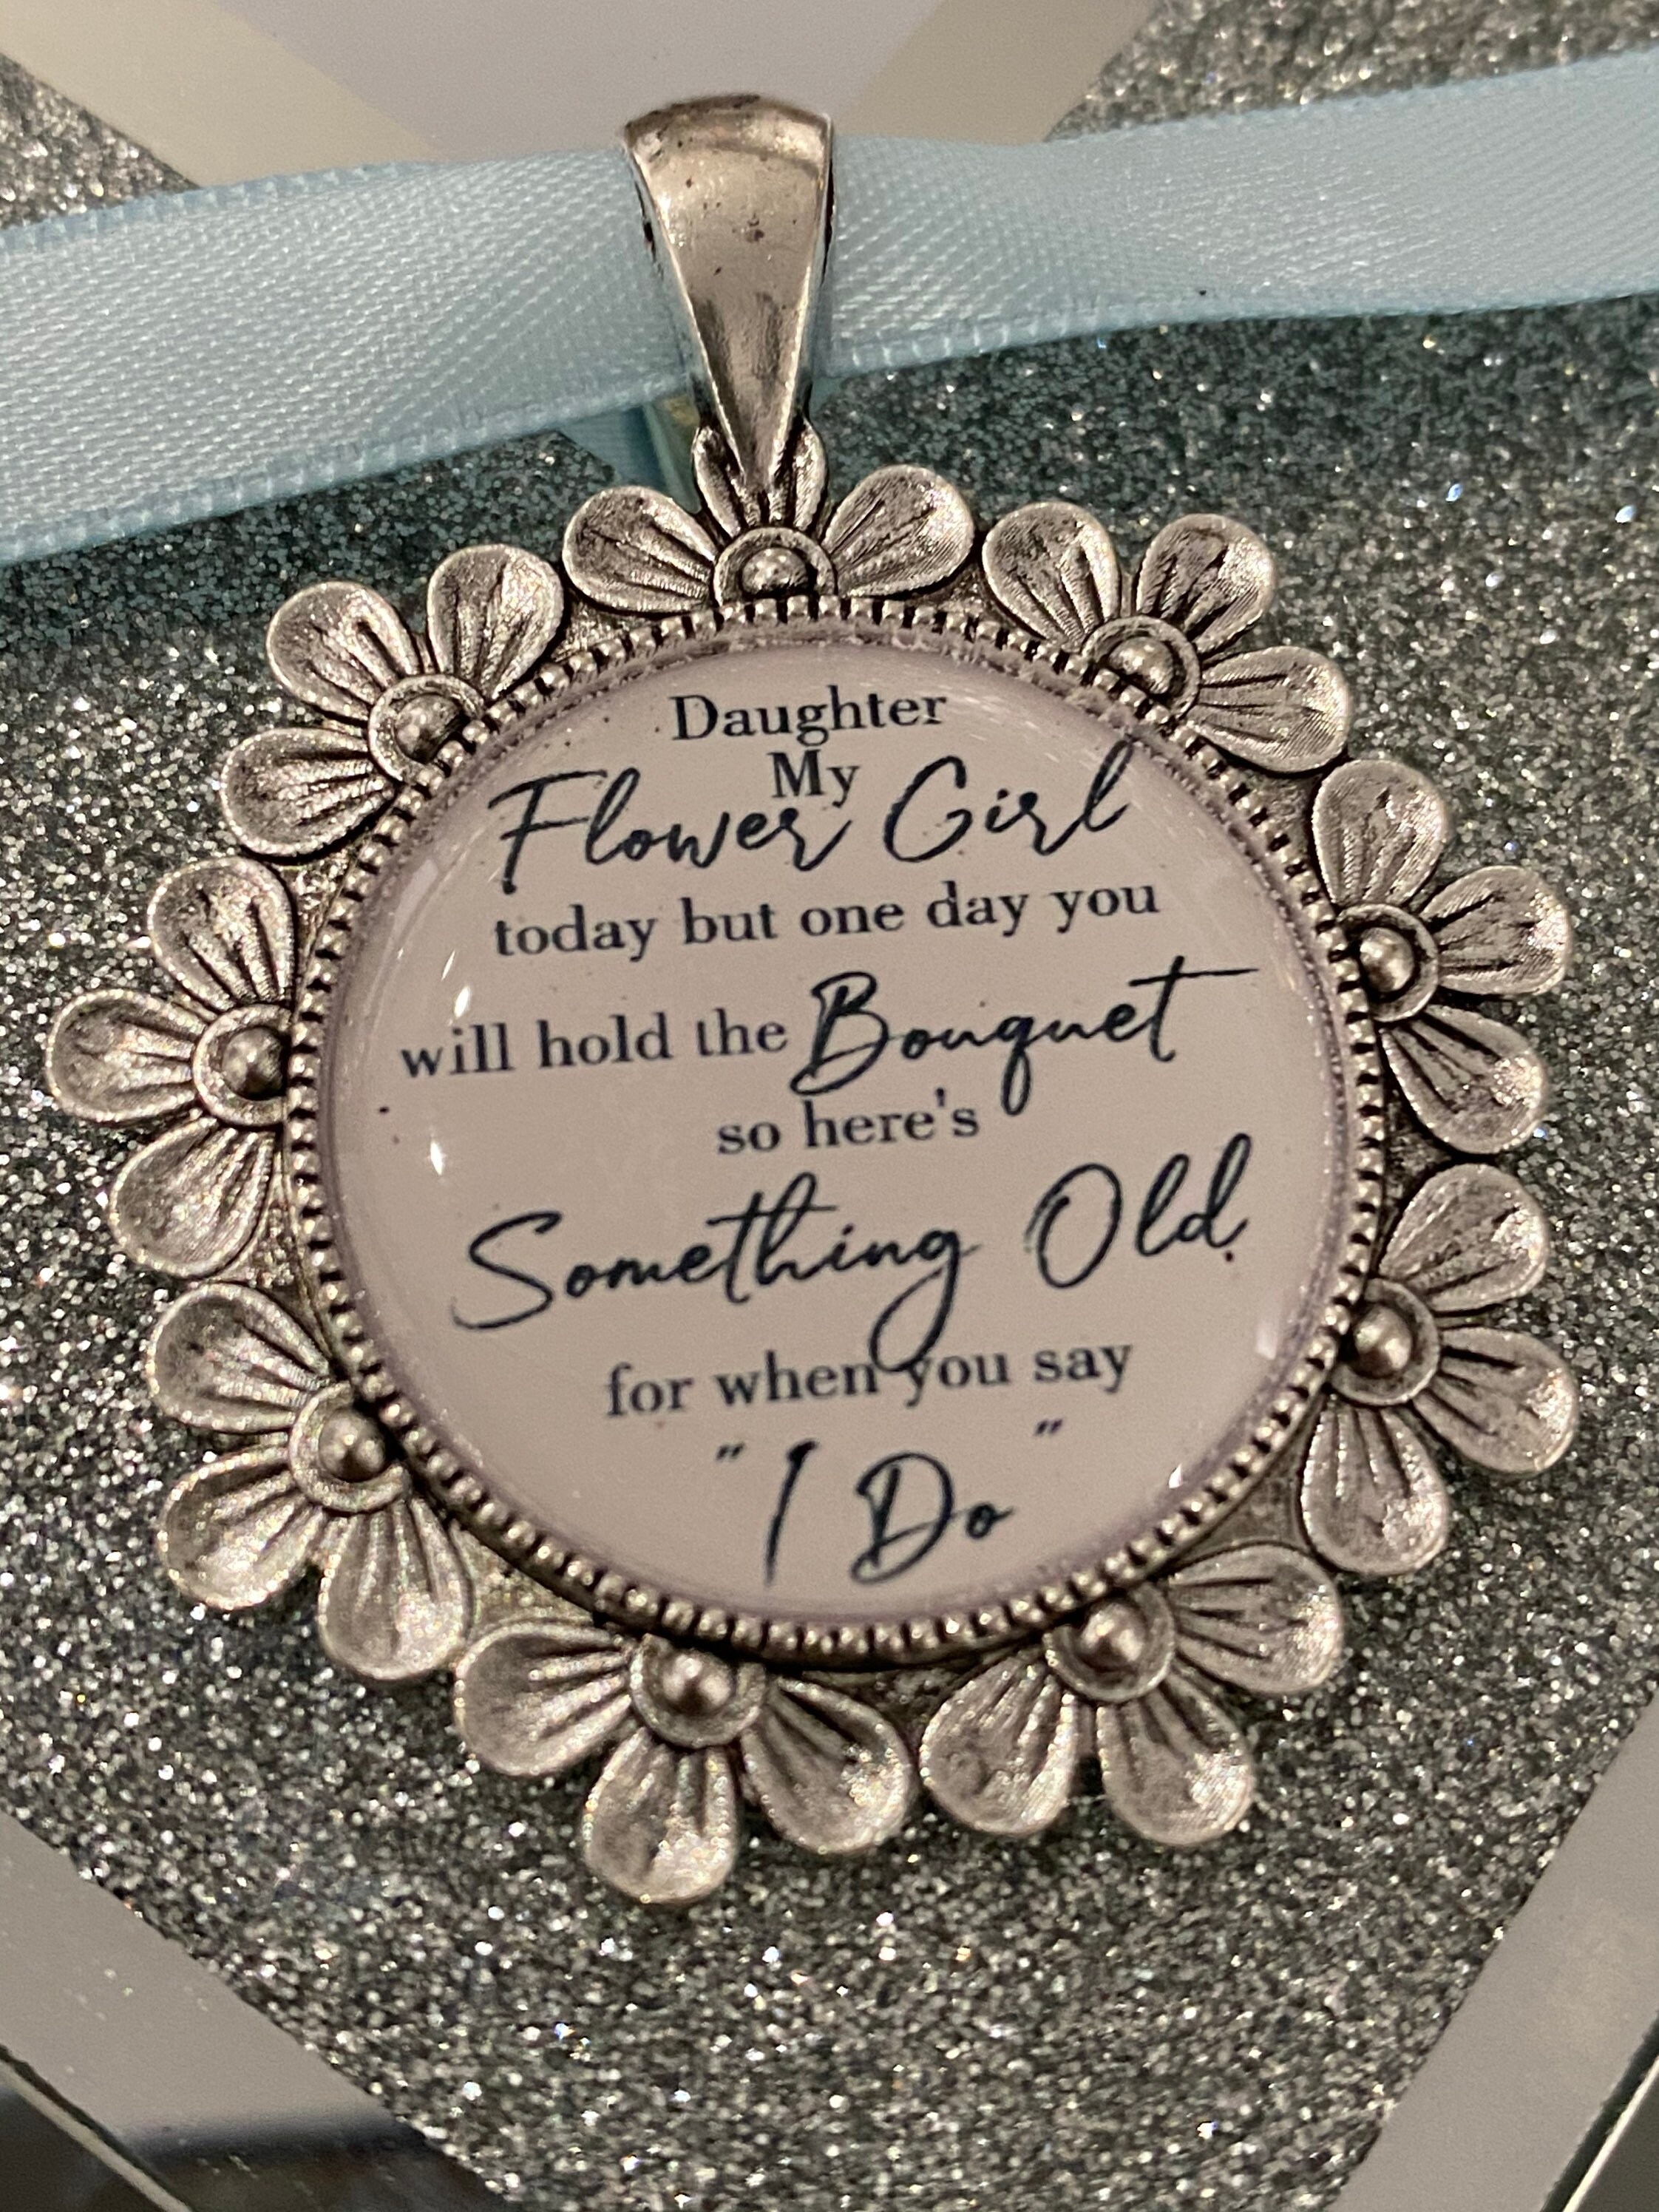 Daughter
My
Flower Girl
today but one day you
will hold the Bouquet
so here's
Something Old
for when you say
" I Do "